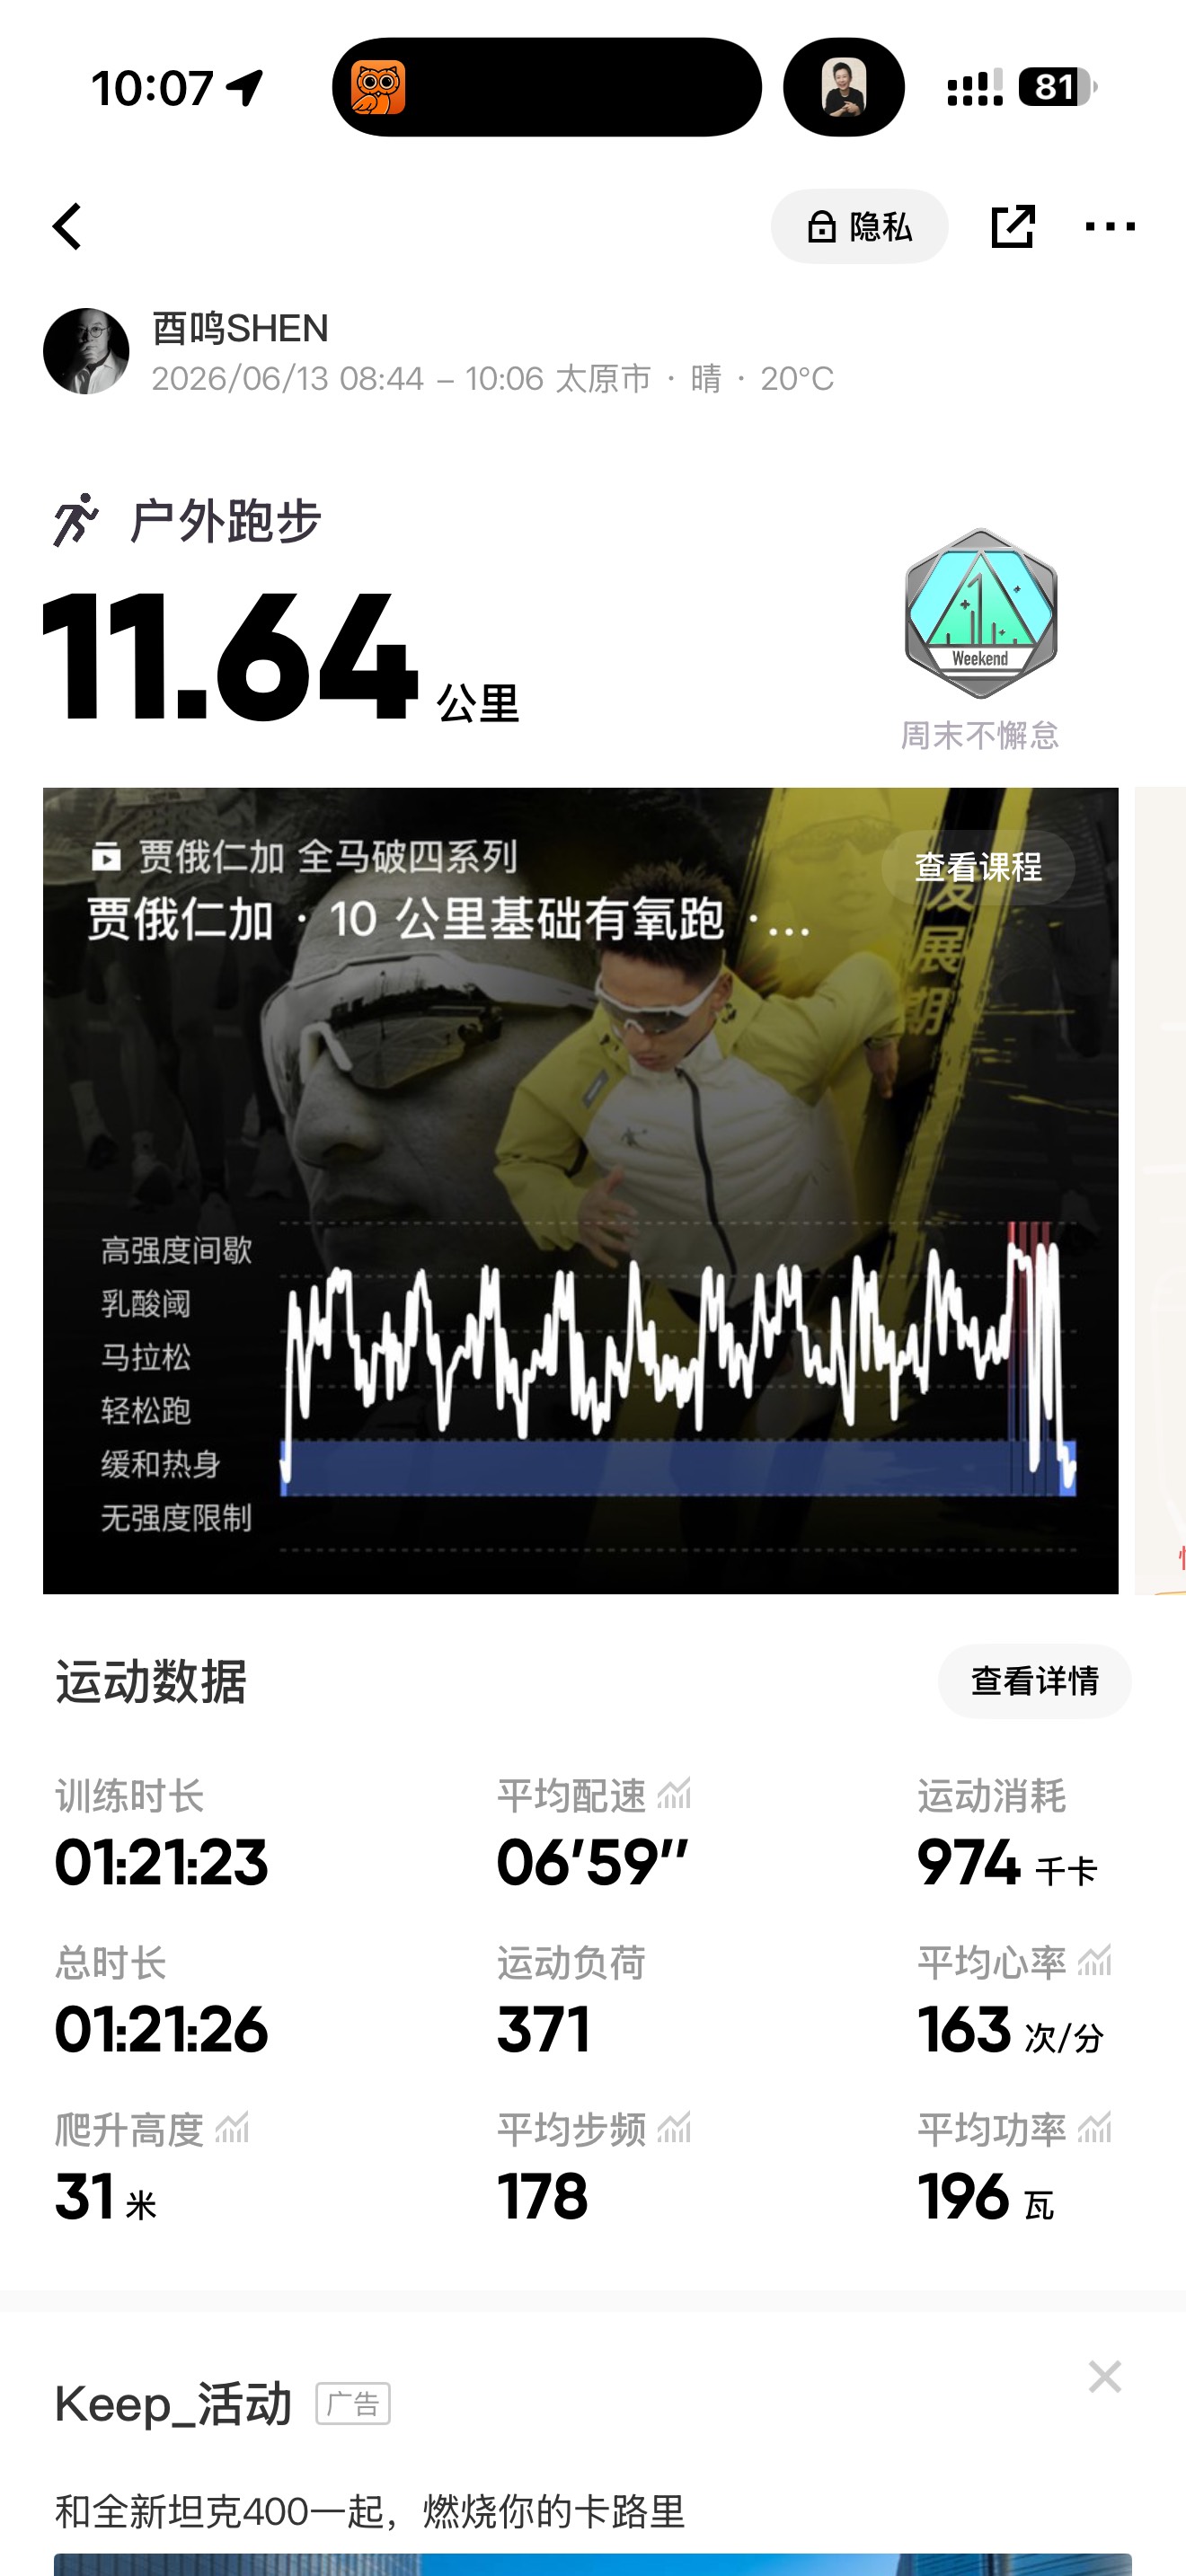 10:07
81
隐私
酉鸣SHEN
2026/06/13 08:44 – 10:06 太原市 · 晴 · 20°C
户外跑步
11.64 公里
Weekend
周末不懈怠
贾俄仁加 全马破四系列
查看课程
贾俄仁加 · 10 公里基础有氧跑 · ...
发展期
高强度间歇
乳酸阈
马拉松
轻松跑
缓和热身
无强度限制
运动数据
查看详情
训练时长 平均配速 运动消耗
01:21:23 06'59" 974 千卡
总时长 运动负荷 平均心率
01:21:26 371 163 次/分
爬升高度 平均步频 平均功率
31 米 178 196 瓦
Keep_活动 广告
和全新坦克400一起，燃烧你的卡路里